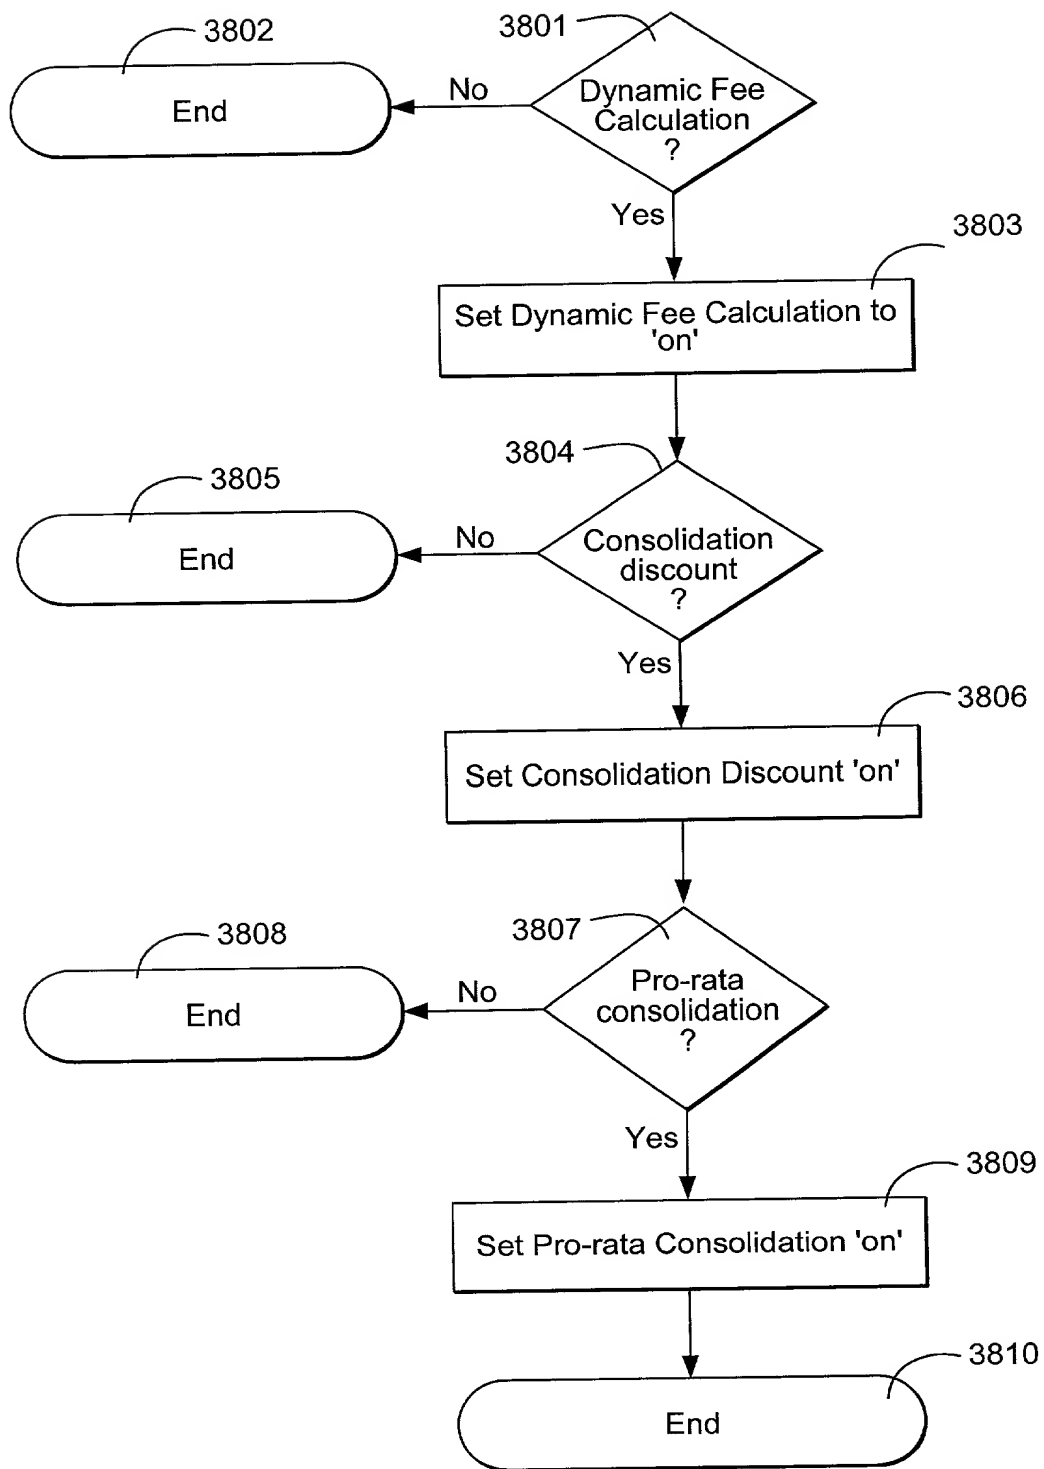 3802
3801
End
No
Dynamic Fee
Calculation
?
Yes
3803
Set Dynamic Fee Calculation to
'on'
3804
3805
End
No
Consolidation
discount
?
Yes
3806
Set Consolidation Discount 'on'
3807
3808
End
No
Pro-rata
consolidation
?
Yes
3809
Set Pro-rata Consolidation 'on'
3810
End